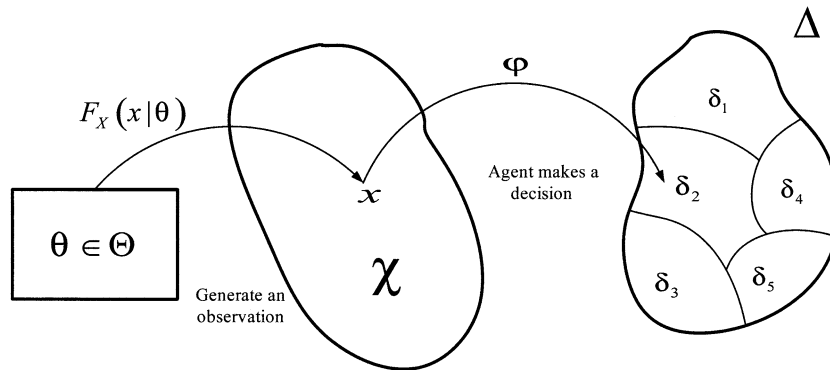 Δ
φ
δ₁
F_X (x|θ)
Agent makes a
decision
x
δ₂
δ₄
θ ∈ Θ
χ
Generate an
observation
δ₃
δ₅